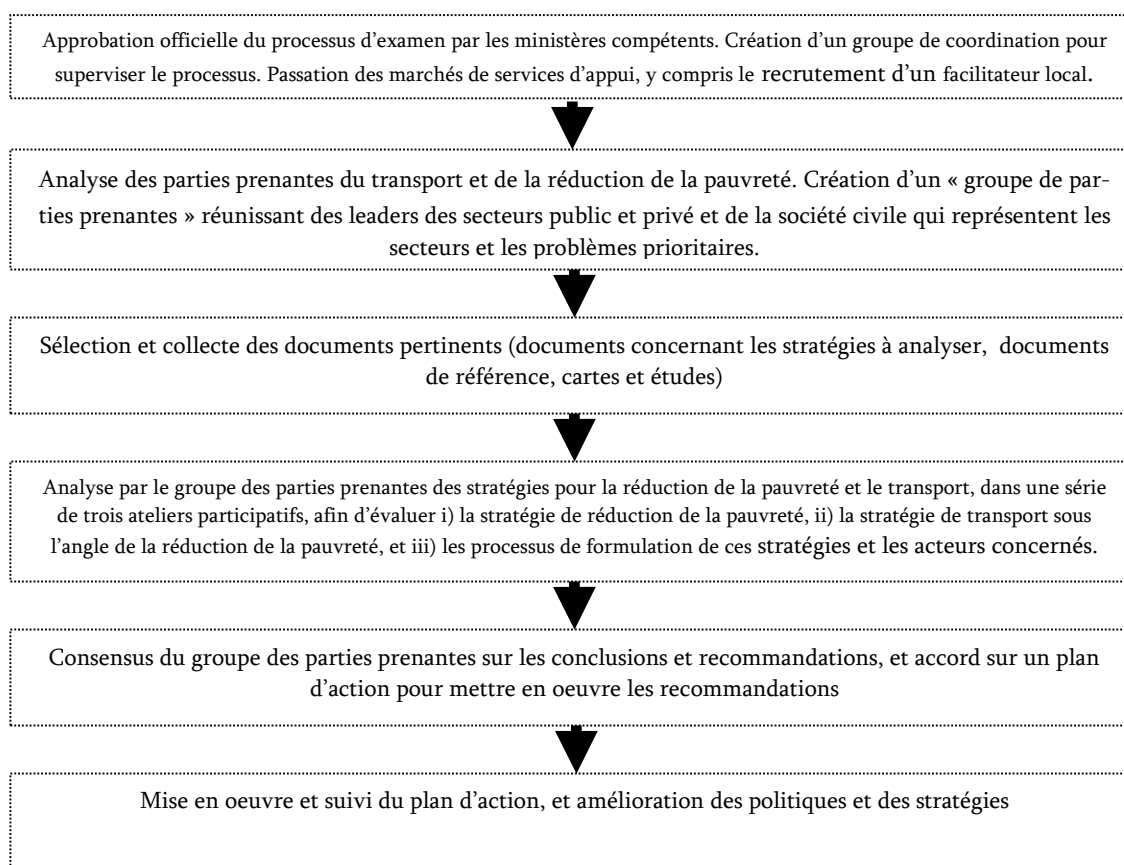 Approbation officielle du processus d’examen par les ministères compétents. Création d’un groupe de coordination pour
superviser le processus. Passation des marchés de services d’appui, y compris le recrutement d’un facilitateur local.
Analyse des parties prenantes du transport et de la réduction de la pauvreté. Création d’un « groupe de par-
ties prenantes » réunissant des leaders des secteurs public et privé et de la société civile qui représentent les
secteurs et les problèmes prioritaires.
Sélection et collecte des documents pertinents (documents concernant les stratégies à analyser, documents
de référence, cartes et études)
Analyse par le groupe des parties prenantes des stratégies pour la réduction de la pauvreté et le transport, dans une série
de trois ateliers participatifs, afin d’évaluer i) la stratégie de réduction de la pauvreté, ii) la stratégie de transport sous
l’angle de la réduction de la pauvreté, et iii) les processus de formulation de ces stratégies et les acteurs concernés.
Consensus du groupe des parties prenantes sur les conclusions et recommandations, et accord sur un plan
d’action pour mettre en oeuvre les recommandations
Mise en oeuvre et suivi du plan d’action, et amélioration des politiques et des stratégies